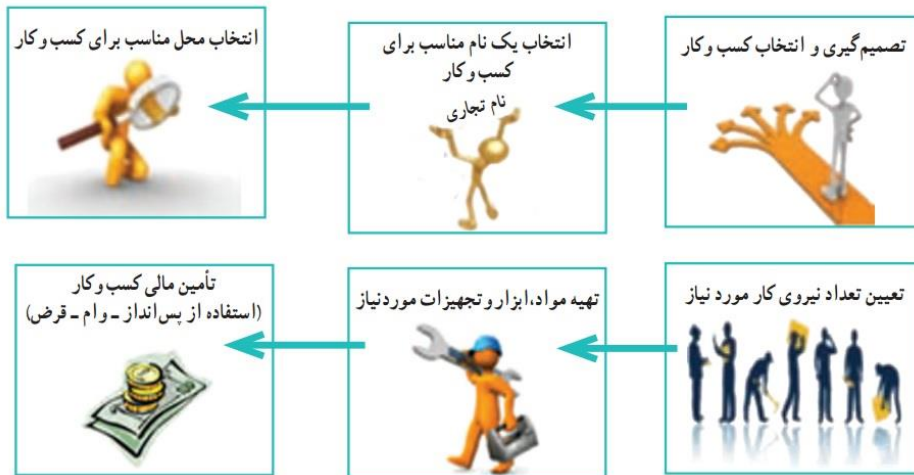 تصمیم‌گیری و انتخاب کسب و کار
انتخاب یک نام مناسب برای
کسب و کار
نام تجاری
انتخاب محل مناسب برای کسب و کار
تعیین تعداد نیروی کار مورد نیاز
تهیه مواد،ابزار و تجهیزات موردنیاز
تأمین مالی کسب و کار
(استفاده از پس‌انداز ـ وام ـ قرض)